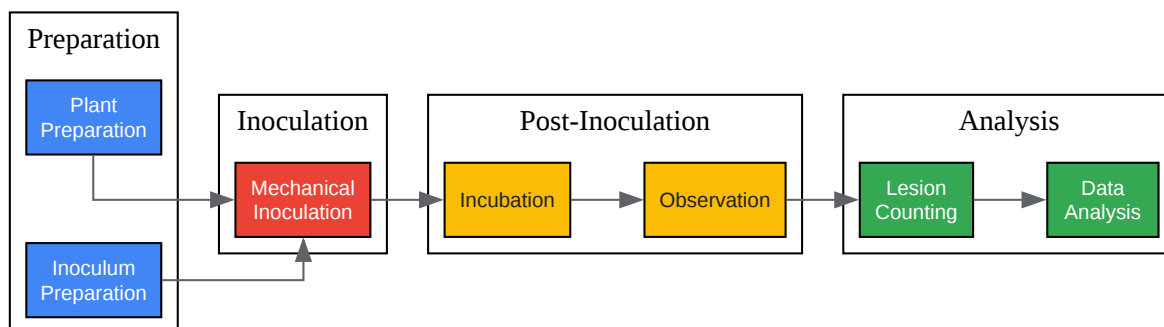 Preparation
Plant
Preparation
Inoculum
Preparation
Inoculation
Mechanical
Inoculation
Post-Inoculation
Incubation
Observation
Analysis
Lesion
Counting
Data
Analysis